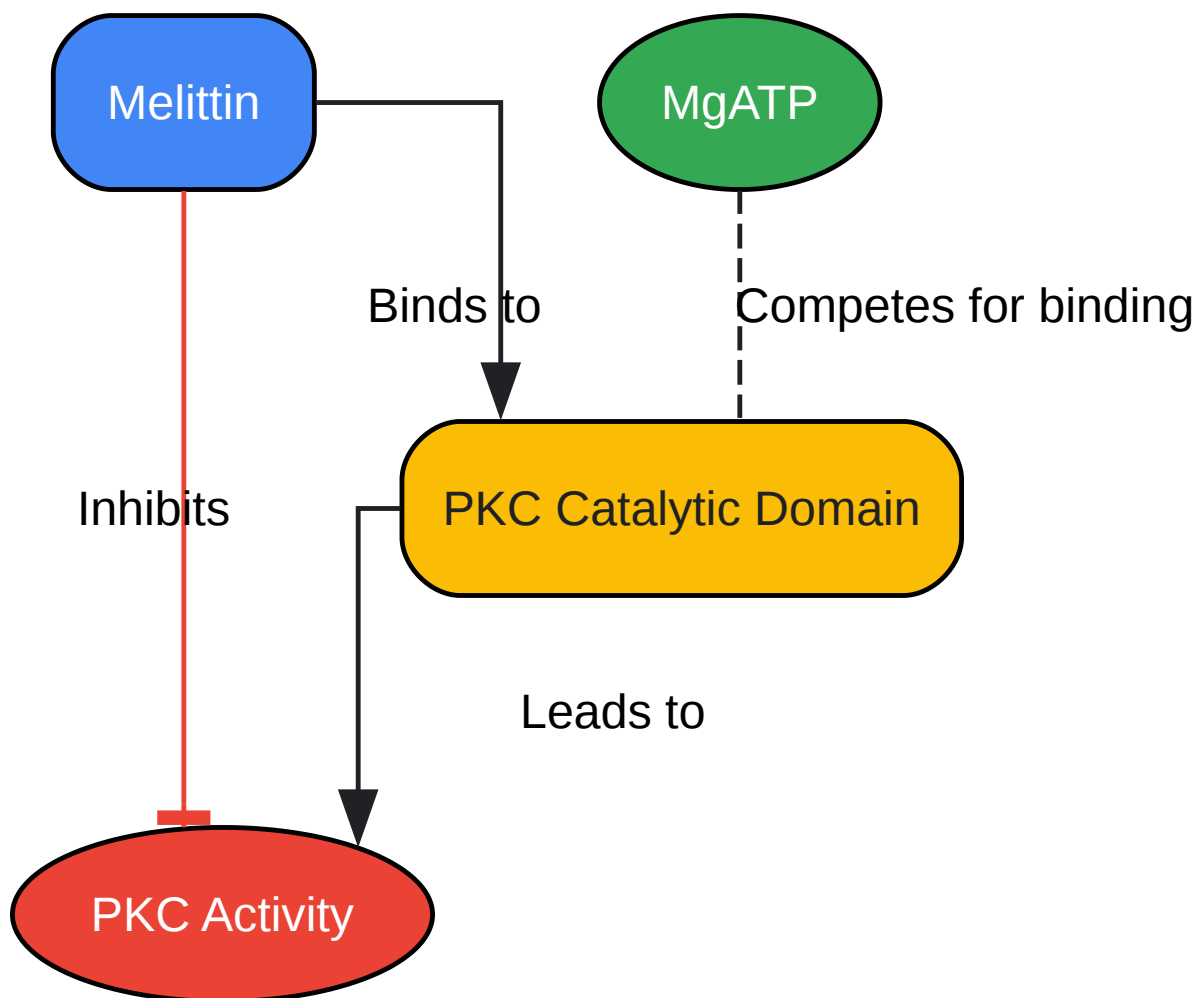 Melittin
MgATP
Binds to
Competes for binding
Inhibits
PKC Catalytic Domain
Leads to
PKC Activity